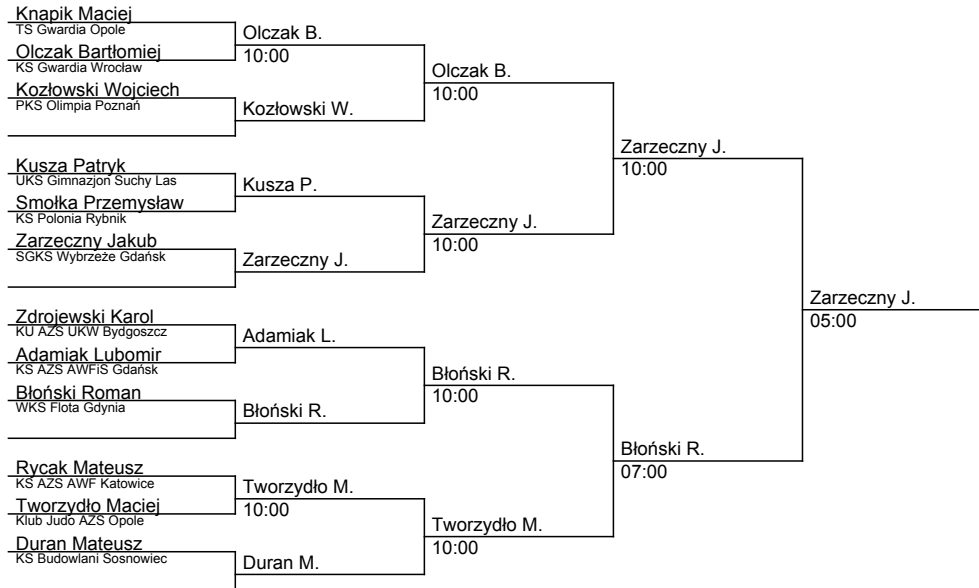 Knapik Maciej
TS Gwardia Opole
Olczak B.
10:00
Olczak Bartłomiej
KS Gwardia Wrocław
Olczak B.
10:00
Kozłowski Wojciech
PKS Olimpia Poznań
Kozłowski W.
Zarzeczny J.
10:00
Kusza Patryk
UKS Gimnazjon Suchy Las
Kusza P.
Smołka Przemysław
KS Polonia Rybnik
Zarzeczny J.
10:00
Zarzeczny Jakub
SGKS Wybrzeże Gdańsk
Zarzeczny J.
Zarzeczny J.
05:00
Zdrojewski Karol
KU AZS UKW Bydgoszcz
Adamiak L.
Adamiak Lubomir
KS AZS AWFiS Gdańsk
Błoński R.
10:00
Błoński Roman
WKS Flota Gdynia
Błoński R.
Błoński R.
07:00
Rycak Mateusz
KS AZS AWF Katowice
Tworzydło M.
10:00
Tworzydło Maciej
Klub Judo AZS Opole
Tworzydło M.
10:00
Duran Mateusz
KS Budowlani Sosnowiec
Duran M.